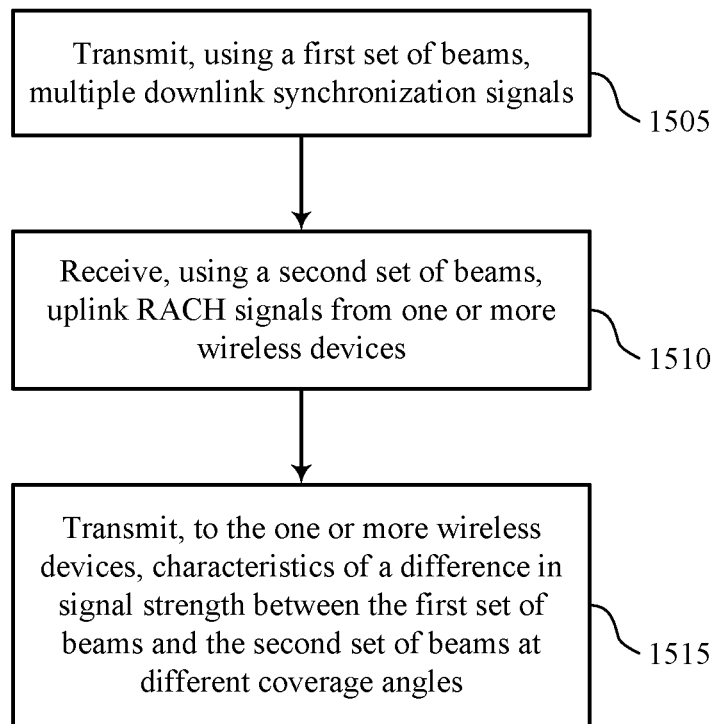 Transmit, using a first set of beams,
multiple downlink synchronization signals
1505
Receive, using a second set of beams,
uplink RACH signals from one or more
wireless devices
1510
Transmit, to the one or more wireless
devices, characteristics of a difference in
signal strength between the first set of
beams and the second set of beams at
different coverage angles
1515